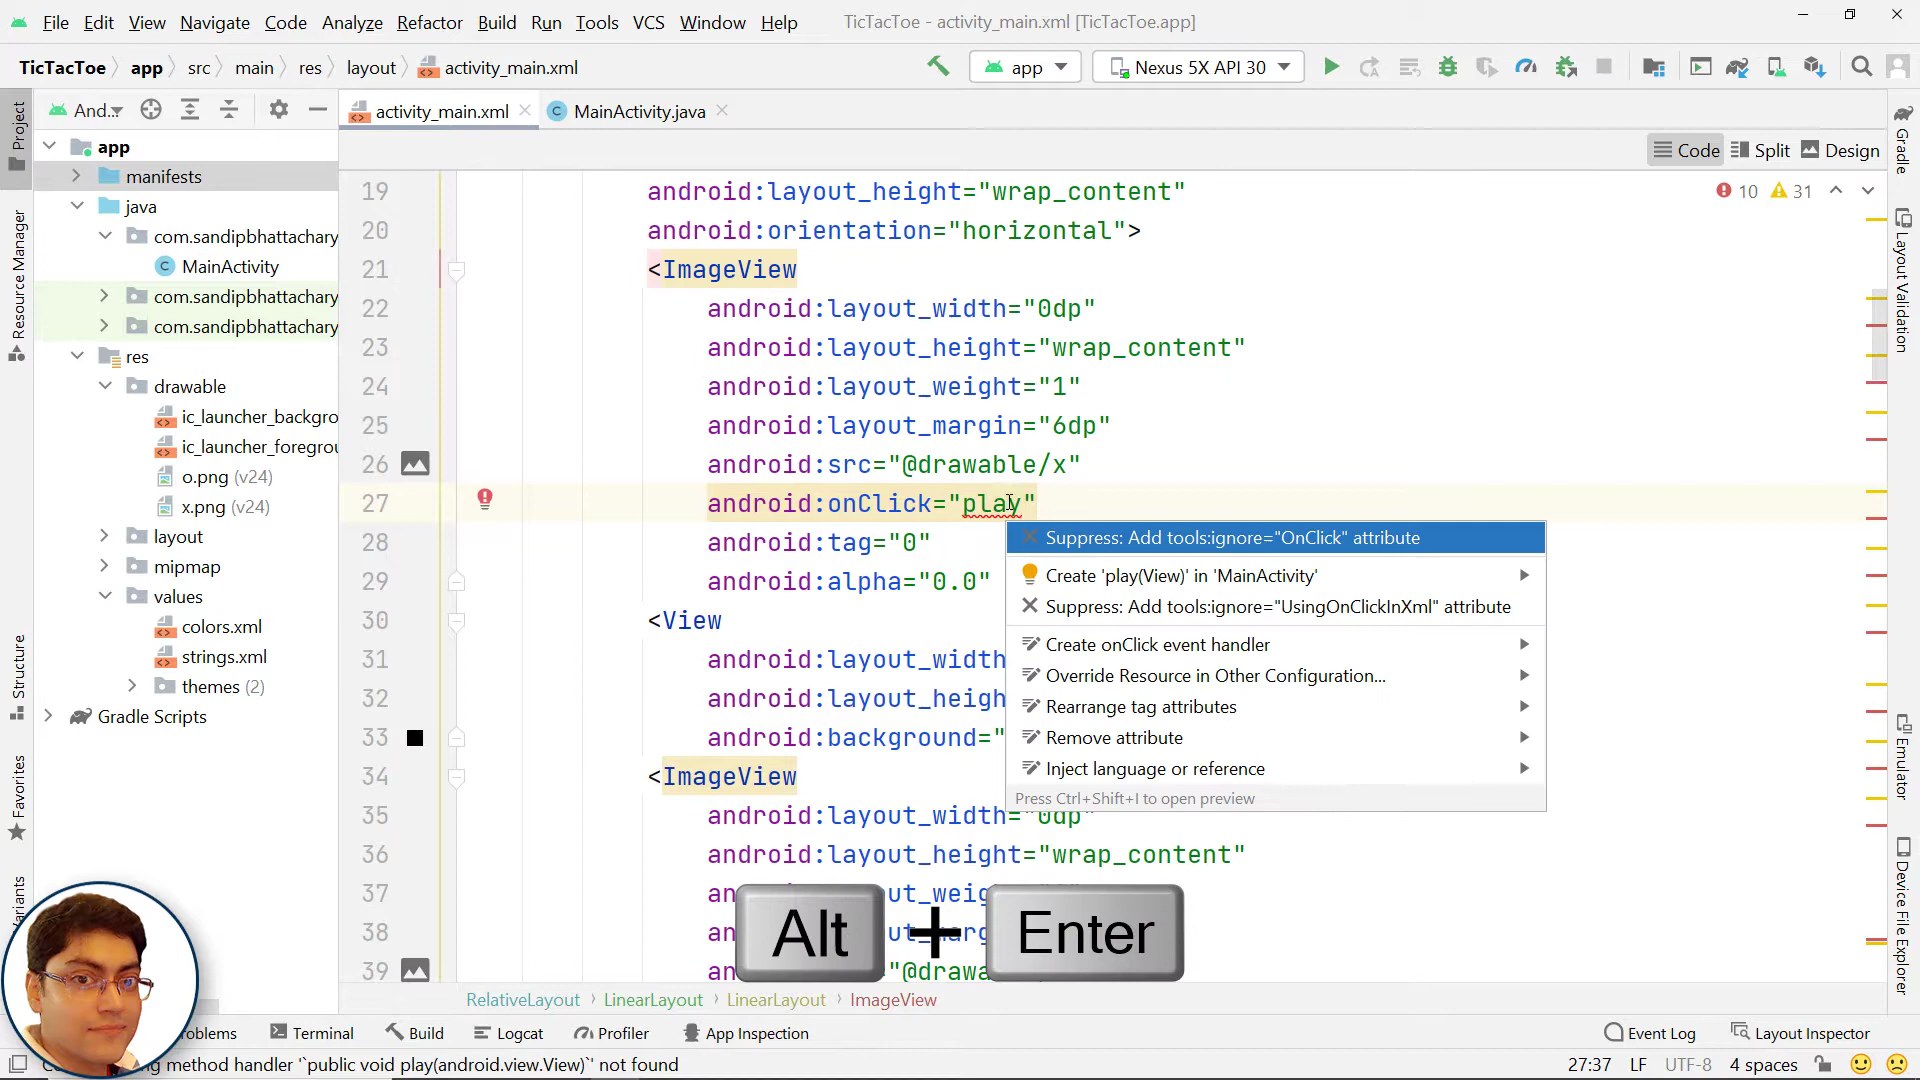 File Edit View Navigate Code Analyze Refactor Build Run Tools VCS Window Help TicTacToe - activity_main.xml [TicTacToe.app]
TicTacToe app src main res layout activity_main.xml app Nexus 5X API 30
And... activity_main.xml MainActivity.java
Code Split Design
Project
Resource Manager
Structure
Favorites
app
manifests
java
com.sandipbhattachary
MainActivity
com.sandipbhattachary
com.sandipbhattachary
res
drawable
ic_launcher_backgro
ic_launcher_foregrou
o.png (v24)
x.png (v24)
layout
mipmap
values
colors.xml
strings.xml
themes (2)
Gradle Scripts
10 31
19 android:layout_height="wrap_content"
20 android:orientation="horizontal">
21 <ImageView
22 android:layout_width="0dp"
23 android:layout_height="wrap_content"
24 android:layout_weight="1"
25 android:layout_margin="6dp"
26 android:src="@drawable/x"
27 android:onClick="play"
28 android:tag="0"
29 android:alpha="0.0"
30 <View
31 android:layout_width
32 android:layout_heigh
33 android:background="
34 <ImageView
35 android:layout_width="0dp"
36 android:layout_height="wrap_content"
37 an ut_weig
38 an ut_marg
39 an ="@drawa
Suppress: Add tools:ignore="OnClick" attribute
Create 'play(View)' in 'MainActivity'
Suppress: Add tools:ignore="UsingOnClickInXml" attribute
Create onClick event handler
Override Resource in Other Configuration...
Rearrange tag attributes
Remove attribute
Inject language or reference
Press Ctrl+Shift+I to open preview
Alt + Enter
Gradle
Layout Validation
Emulator
Device File Explorer
RelativeLayout LinearLayout LinearLayout ImageView
oblems Terminal Build Logcat Profiler App Inspection Event Log Layout Inspector
g method handler '`public void play(android.view.View)`' not found 27:37 LF UTF-8 4 spaces